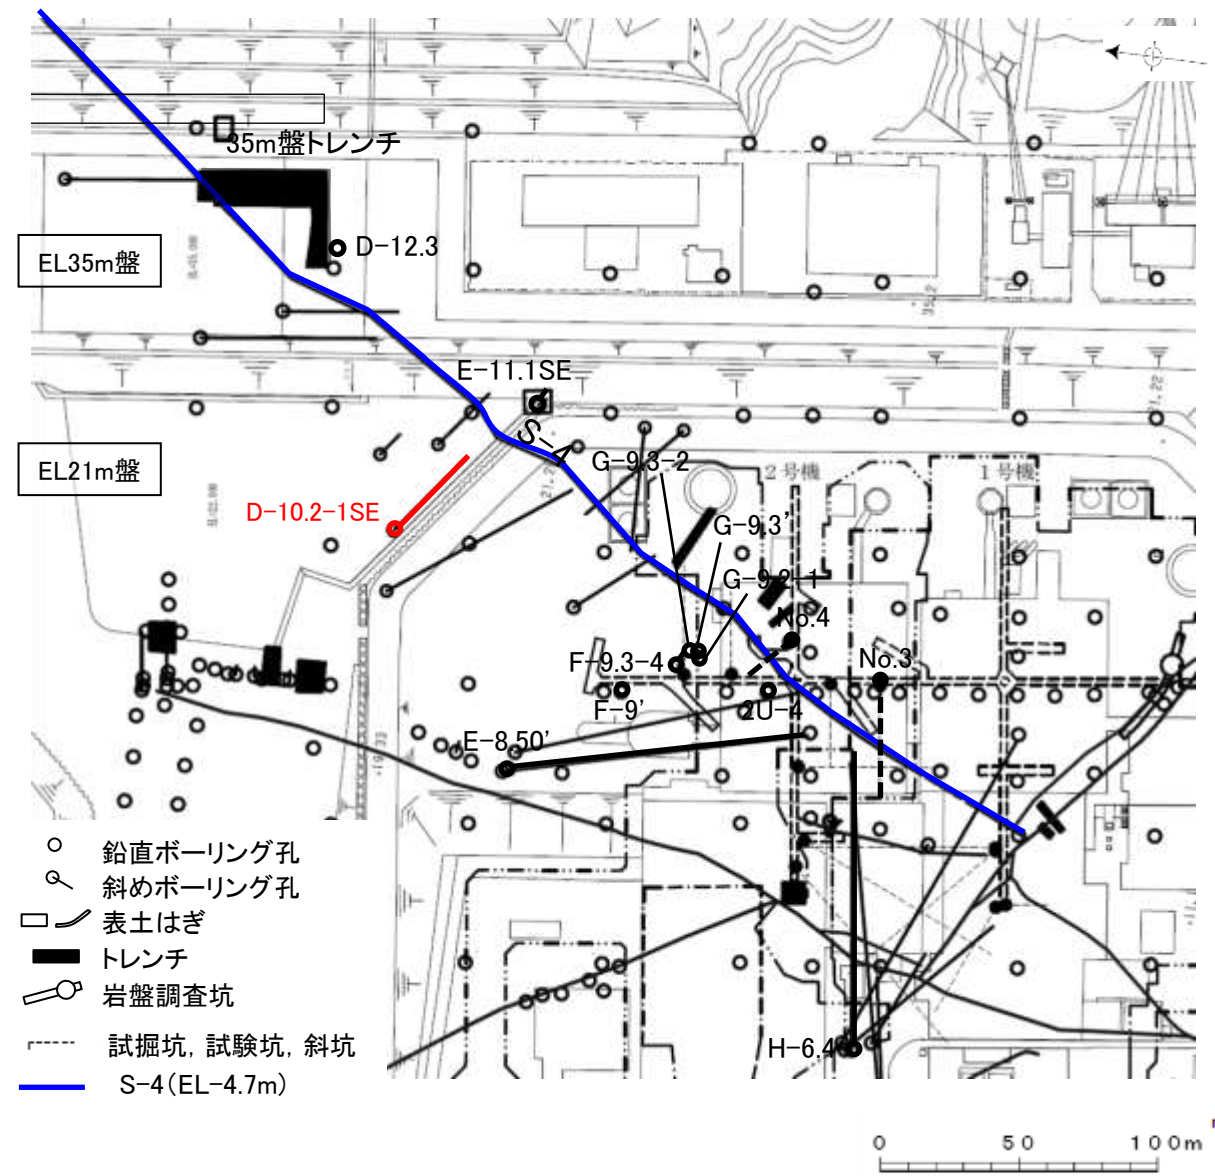 35m盤トレンチ
D-12.3
EL35m盤
35.2
E-11.1SE
S-4
EL21m盤
G-9.3-2
2号機
1号機
D-10.2-1SE
G-9.3'
G-9.2-1
No.4
F-9.3-4
No.3
F-9'
2U-4
E-8.50'
鉛直ボーリング孔
斜めボーリング孔
表土はぎ
トレンチ
岩盤調査坑
試掘坑，試験坑，斜坑
S-4（EL-4.7m）
H-6.4
0 50 100m